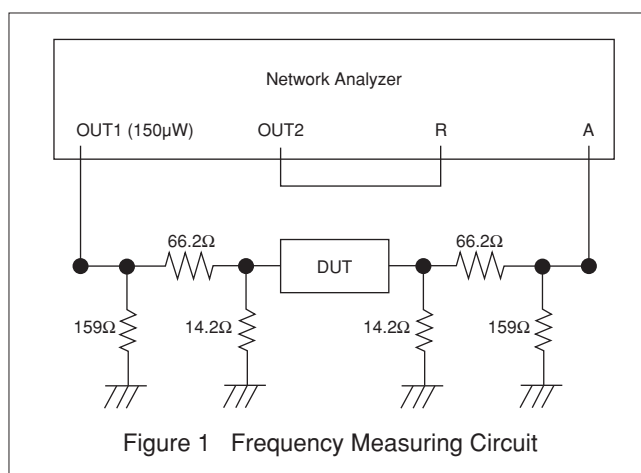 Network Analyzer
OUT1 (150µW) OUT2 R A
66.2Ω 66.2Ω
DUT
159Ω 14.2Ω 14.2Ω 159Ω
Figure 1 Frequency Measuring Circuit